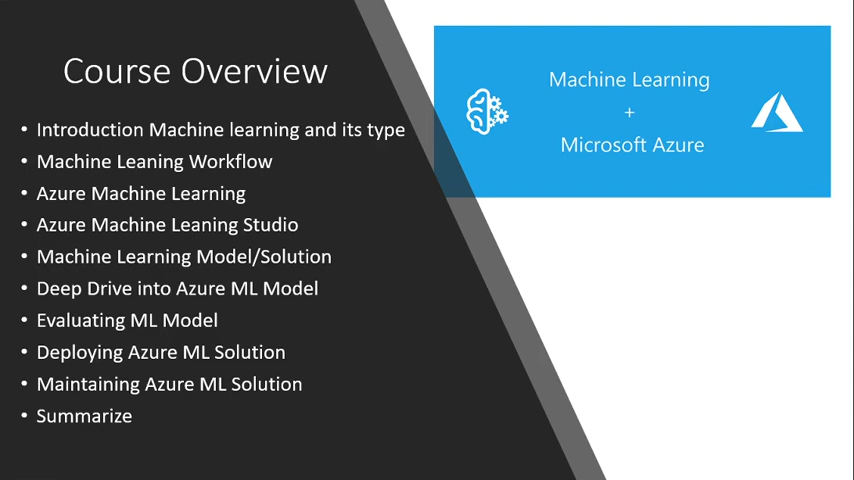 Course Overview
• Introduction Machine learning and its type
• Machine Leaning Workflow
• Azure Machine Learning
• Azure Machine Leaning Studio
• Machine Learning Model/Solution
• Deep Drive into Azure ML Model
• Evaluating ML Model
• Deploying Azure ML Solution
• Maintaining Azure ML Solution
• Summarize
Machine Learning
+
Microsoft Azure